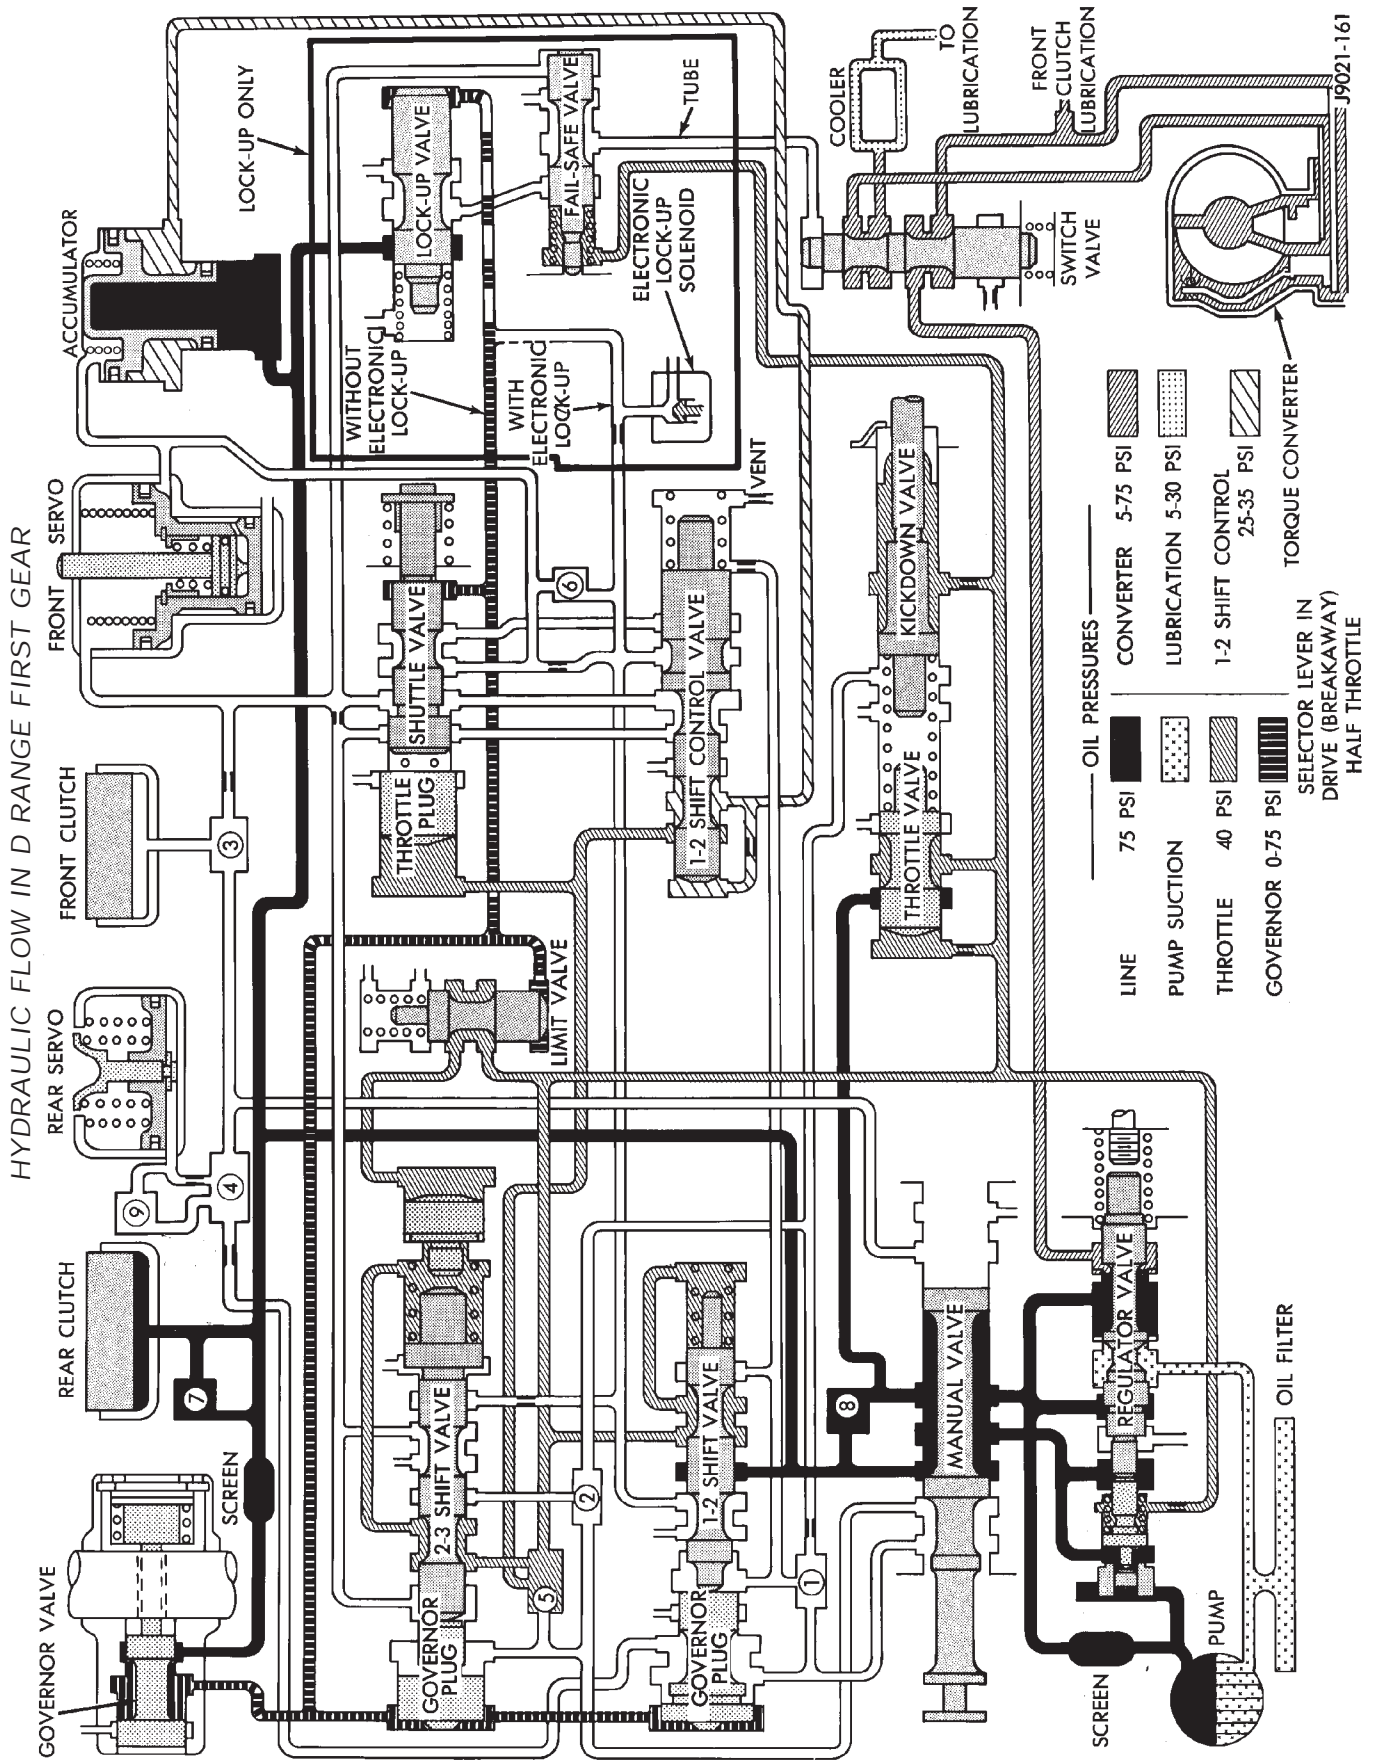 HYDRAULIC FLOW IN D RANGE FIRST GEAR
GOVERNOR VALVE
REAR CLUTCH
REAR SERVO
FRONT CLUTCH
FRONT SERVO
ACCUMULATOR
LOCK-UP ONLY
SCREEN
7
9
4
3
6
WITHOUT
ELECTRONIC
LOCK-UP
LOCK-UP VALVE
GOVERNOR
PLUG
2-3 SHIFT VALVE
LIMIT VALVE
THROTTLE
PLUG
SHUTTLE VALVE
WITH
ELECTRONIC
LOCK-UP
FAIL-SAFE VALVE
ELECTRONIC
LOCK-UP
SOLENOID
TUBE
5
2
GOVERNOR
PLUG
1-2 SHIFT VALVE
1-2 SHIFT CONTROL VALVE
VENT
1
8
COOLER
TO
LUBRICATION
FRONT
CLUTCH
LUBRICATION
THROTTLE VALVE
KICKDOWN VALVE
MANUAL VALVE
SWITCH
VALVE
SCREEN
PUMP
REGULATOR VALVE
OIL FILTER
OIL PRESSURES
LINE 75 PSI
CONVERTER 5-75 PSI
PUMP SUCTION
LUBRICATION 5-30 PSI
THROTTLE 40 PSI
1-2 SHIFT CONTROL
25-35 PSI
GOVERNOR 0-75 PSI
TORQUE CONVERTER
SELECTOR LEVER IN
DRIVE (BREAKAWAY)
HALF THROTTLE
J9021-161